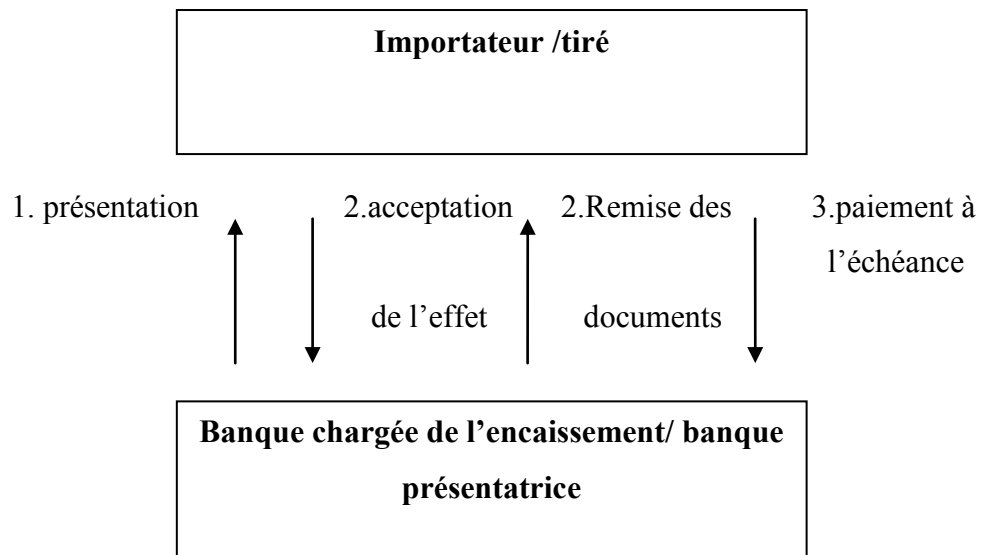 Importateur /tiré
1. présentation 2.acceptation 2.Remise des 3.paiement à
l’échéance
de l’effet documents
Banque chargée de l’encaissement/ banque
présentatrice